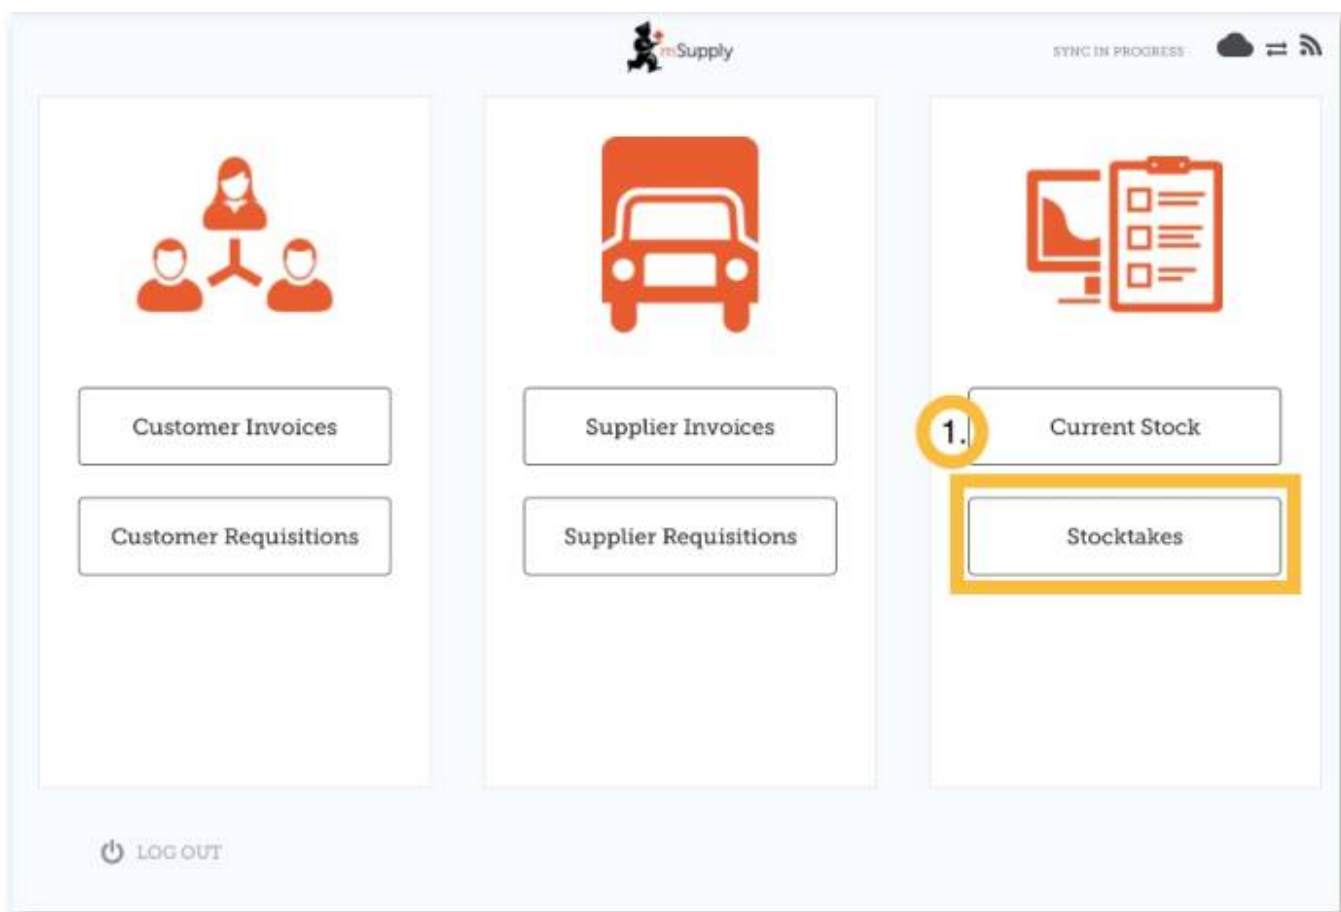 mSupply
SYNC IN PROGRESS
Customer Invoices
Customer Requisitions
Supplier Invoices
Supplier Requisitions
1.
Current Stock
Stocktakes
LOG OUT